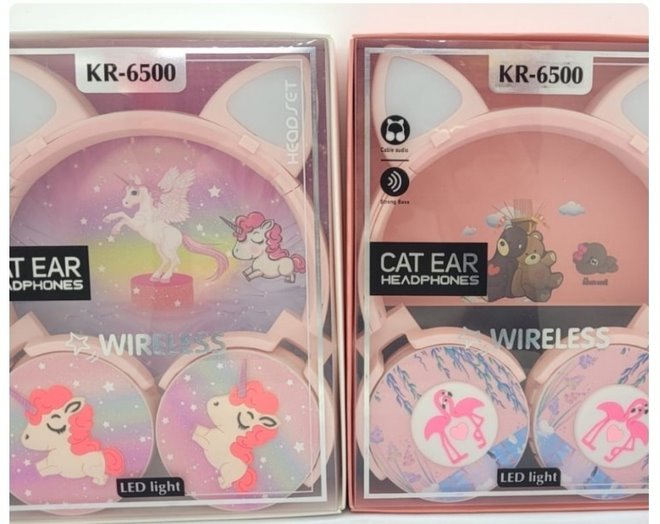 KR-6500
HEADSET
AT EAR
ADPHONES
WIRELESS
LED light
KR-6500
Cable audio
Strong Bass
CAT EAR
HEADPHONES
WIRELESS
LED light